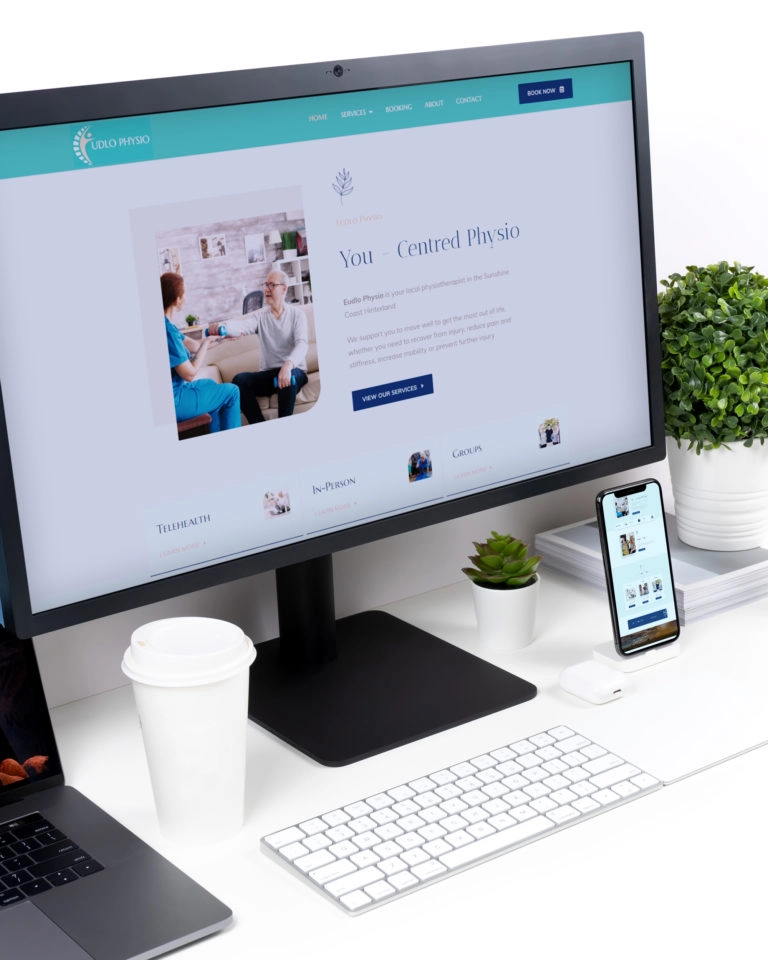 UDLO PHYSIO
HOME SERVICES BOOKING ABOUT CONTACT
BOOK NOW
Eudlo Physio
You - Centred Physio
Eudlo Physio is your local physiotherapist in the Sunshine
Coast Hinterland
We support you to move well to get the most out of life,
whether you need to recover from injury, reduce pain and
stiffness, increase mobility or prevent further injury
VIEW OUR SERVICES
Telehealth
LEARN MORE
In-Person
LEARN MORE
Groups
LEARN MORE